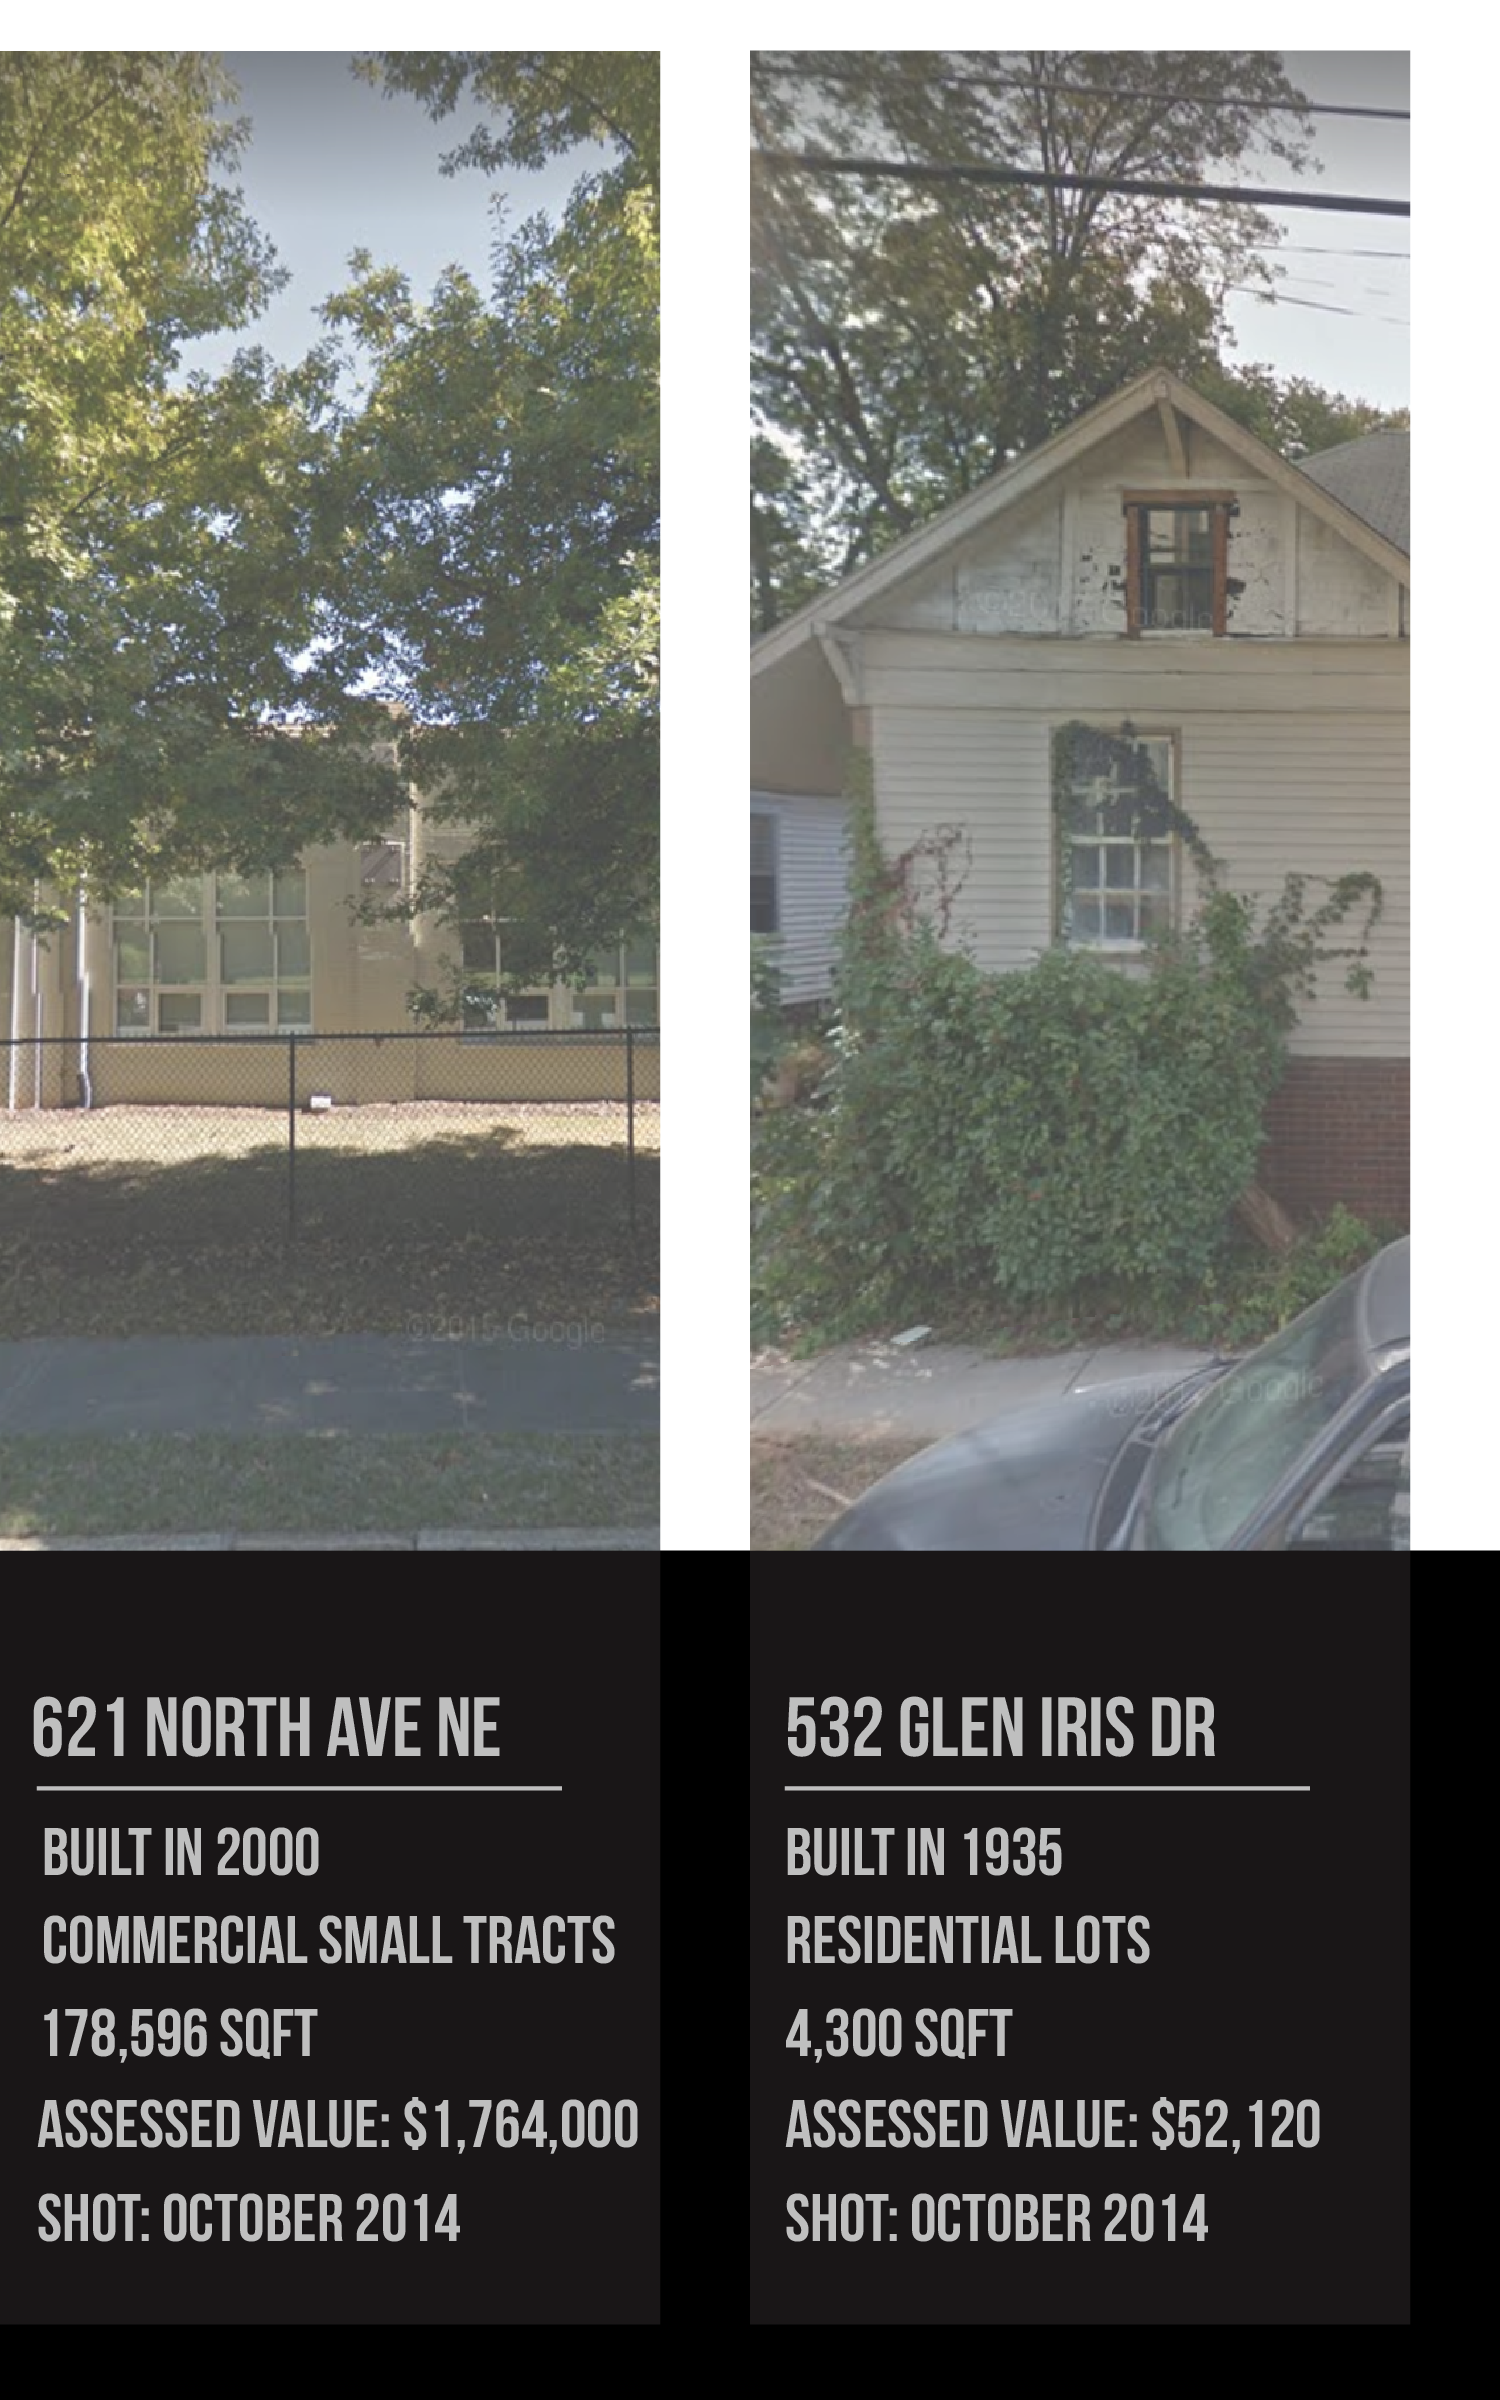 ©2015 Google
Google
Google
621 NORTH AVE NE
BUILT IN 2000
COMMERCIAL SMALL TRACTS
178,596 SQFT
ASSESSED VALUE: $1,764,000
SHOT: OCTOBER 2014
532 GLEN IRIS DR
BUILT IN 1935
RESIDENTIAL LOTS
4,300 SQFT
ASSESSED VALUE: $52,120
SHOT: OCTOBER 2014